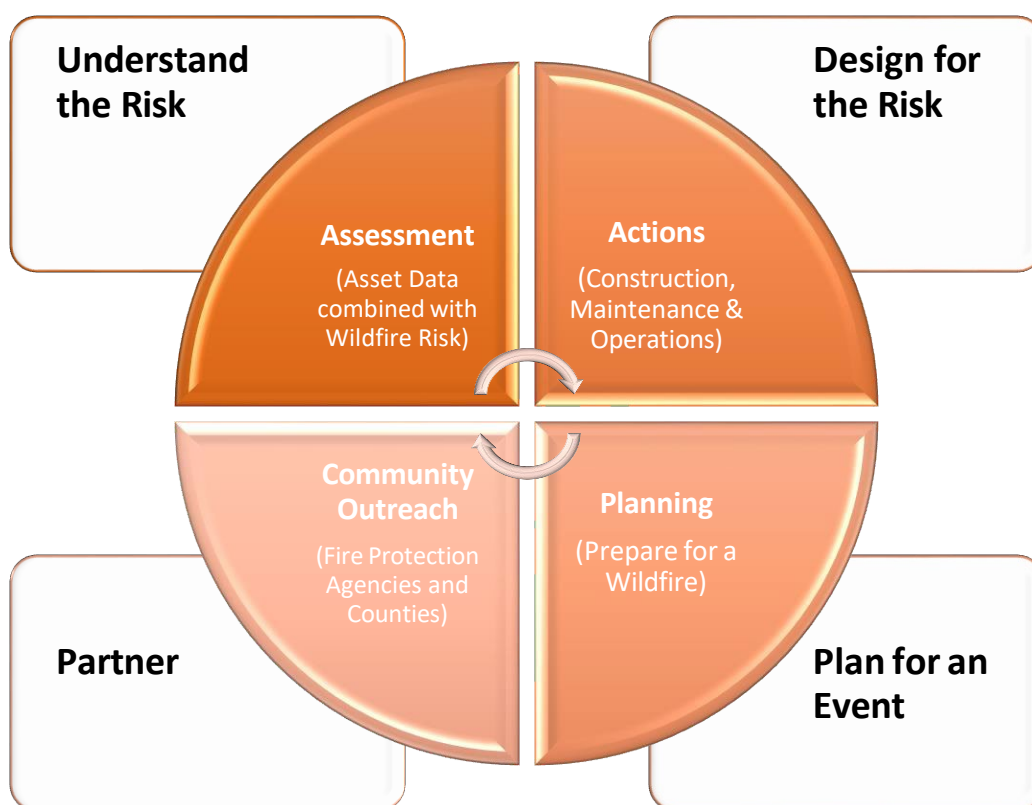 Understand
the Risk
Design for
the Risk
Assessment
(Asset Data
combined with
Wildfire Risk)
Actions
(Construction,
Maintenance &
Operations)
Community
Outreach
(Fire Protection
Agencies and
Counties)
Planning
(Prepare for a
Wildfire)
Partner
Plan for an
Event